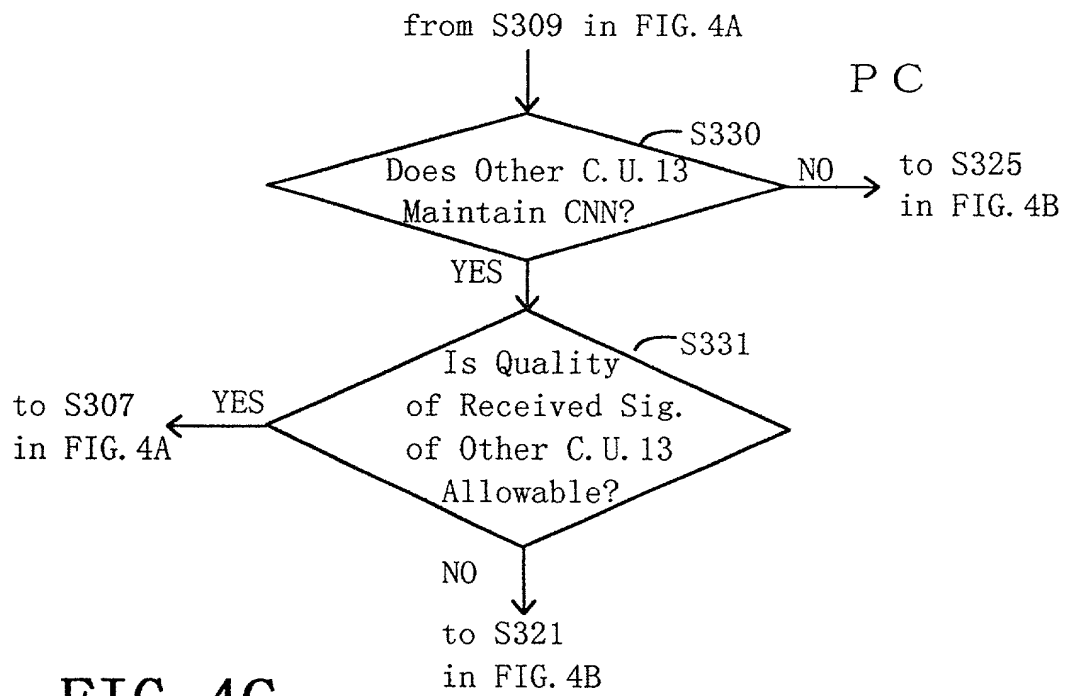 from S309 in FIG. 4A
P C
S330
Does Other C. U. 13
Maintain CNN?
NO
to S325
in FIG. 4B
YES
S331
Is Quality
of Received Sig.
of Other C. U. 13
Allowable?
YES
to S307
in FIG. 4A
NO
to S321
in FIG. 4B
FIG. 4C